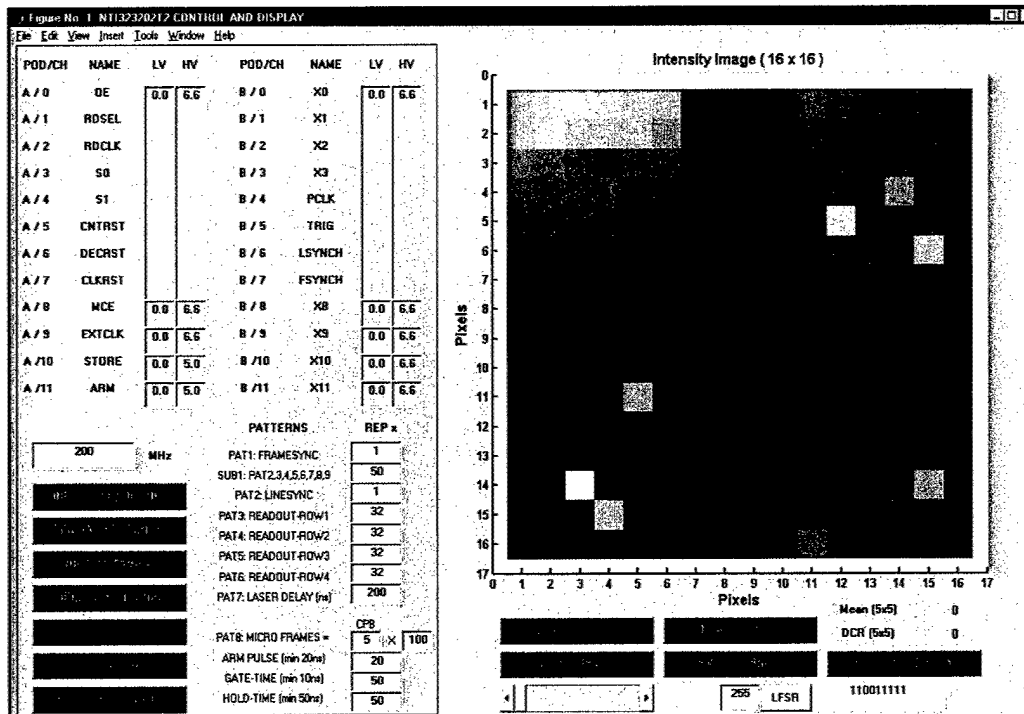 Figure No. 1 NTI323202T2 CONTROL AND DISPLAY
File Edit View Insert Tools Window Help
POD/CH NAME LV HV POD/CH NAME LV HV
A / 0 OE 0.0 6.6 B / 0 X0 0.0 6.6
A / 1 RDSEL B / 1 X1
A / 2 RDCLK B / 2 X2
A / 3 S0 B / 3 X3
A / 4 S1 B / 4 PCLK
A / 5 CNTRST B / 5 TRIG
A / 6 DECRST B / 6 LSYNCH
A / 7 CLKRST B / 7 FSYNCH
A / 8 MCE 0.0 6.6 B / 8 X8 0.0 6.6
A / 9 EXTCLK 0.0 6.6 B / 9 X9 0.0 6.6
A /10 STORE 0.0 5.0 B /10 X10 0.0 6.6
A /11 ARM 0.0 5.0 B /11 X11 0.0 6.6
PATTERNS REP x
200 MHz
PAT1: FRAMESYNC 1
SUB1: PAT2,3,4,5,6,7,8,9 50
PAT2: LINESYNC 1
PAT3: READOUT-ROW1 32
PAT4: READOUT-ROW2 32
PAT5: READOUT-ROW3 32
PAT6: READOUT-ROW4 32
PAT7: LASER DELAY (ns) 200
CPB
PAT8: MICRO FRAMES = 5 X 100
ARM PULSE (min 20ns) 20
GATE-TIME (min 10ns) 50
HOLD-TIME (min 50ns) 50
Intensity Image ( 16 x 16 )
Pixels
0
1
2
3
4
5
6
7
8
9
10
11
12
13
14
15
16
17
0 1 2 3 4 5 6 7 8 9 10 11 12 13 14 15 16 17
Pixels
Mean (5x5) 0
DCR (5x5) 0
255 LFSR 110011111